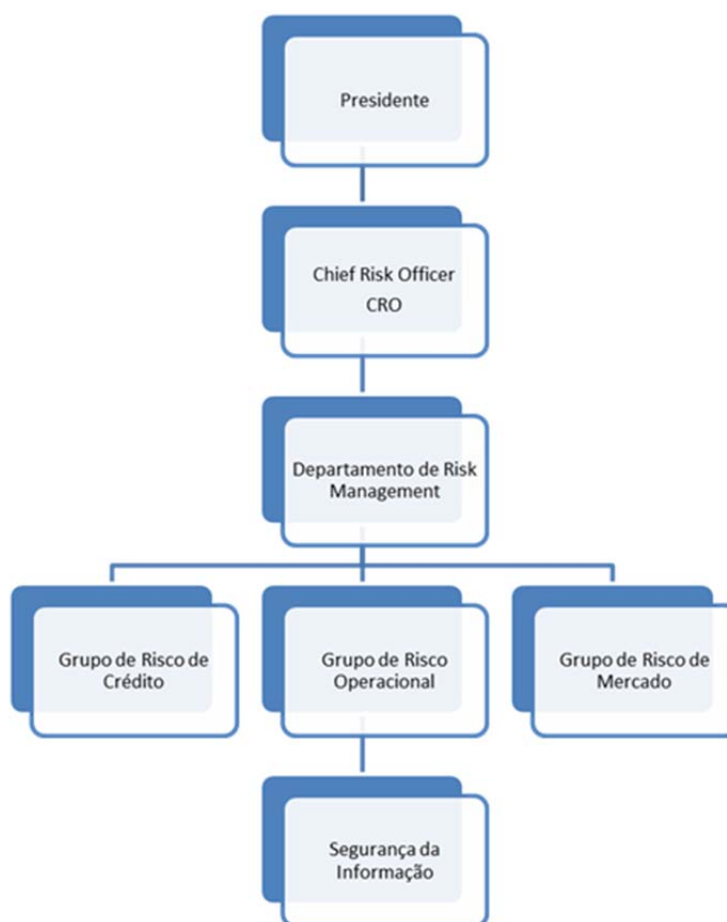 Presidente
Chief Risk Officer
CRO
Departamento de Risk
Management
Grupo de Risco de
Crédito
Grupo de Risco
Operacional
Grupo de Risco de
Mercado
Segurança da
Informação